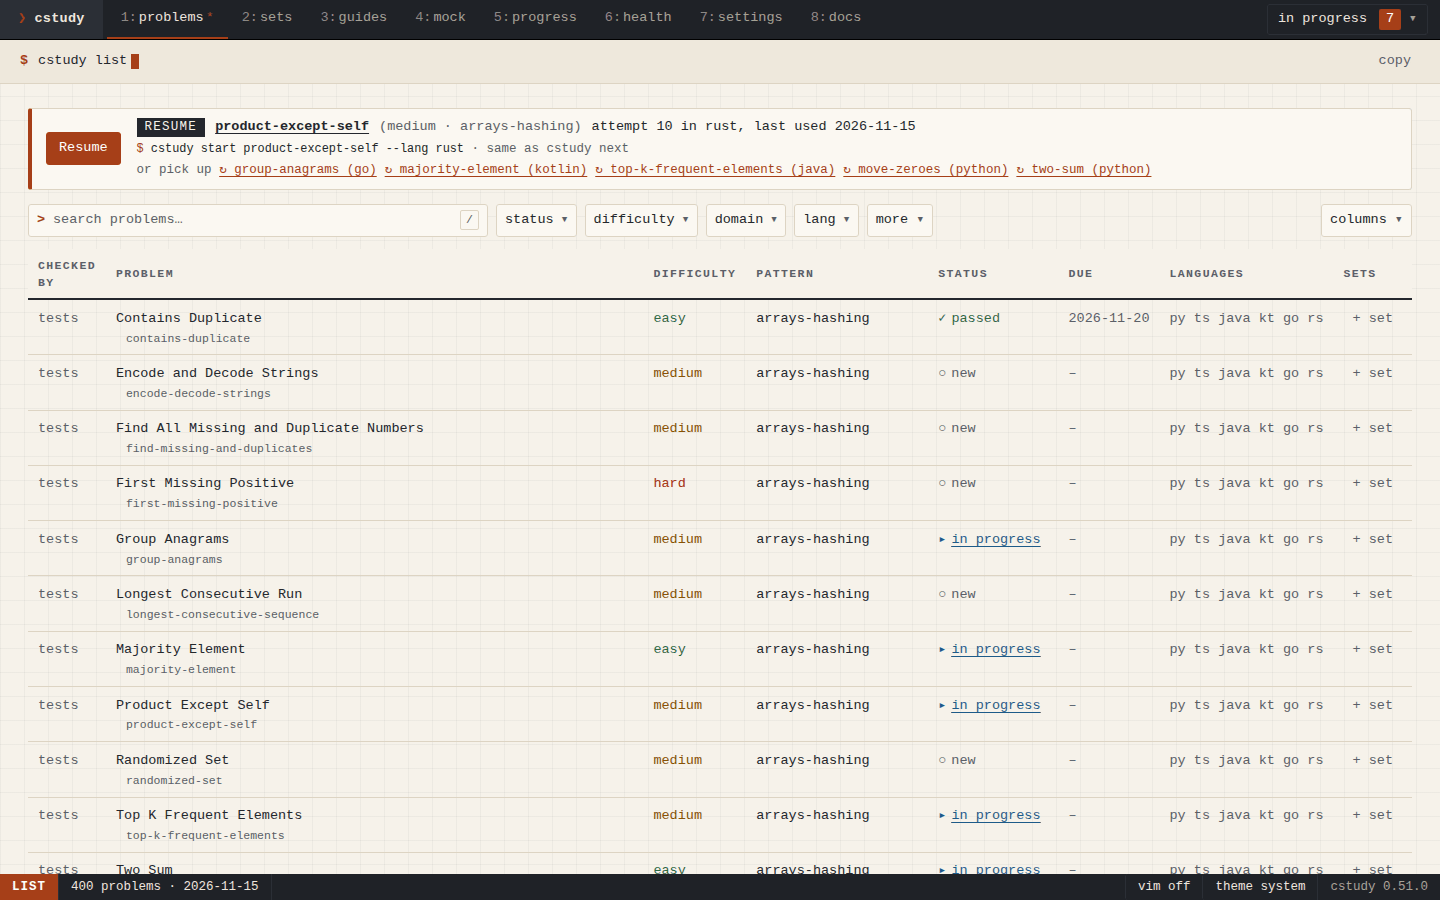 ❯ cstudy 1:problems* 2:sets 3:guides 4:mock 5:progress 6:health 7:settings 8:docs in progress 7 ▼
$ cstudy list copy
Resume
RESUME product-except-self (medium · arrays-hashing) attempt 10 in rust, last used 2026-11-15
$ cstudy start product-except-self --lang rust · same as cstudy next
or pick up ↻ group-anagrams (go) ↻ majority-element (kotlin) ↻ top-k-frequent-elements (java) ↻ move-zeroes (python) ↻ two-sum (python)
> search problems… / status ▼ difficulty ▼ domain ▼ lang ▼ more ▼ columns ▼
CHECKED BY PROBLEM DIFFICULTY PATTERN STATUS DUE LANGUAGES SETS
tests Contains Duplicate easy arrays-hashing ✓ passed 2026-11-20 py ts java kt go rs + set
contains-duplicate
tests Encode and Decode Strings medium arrays-hashing ○ new – py ts java kt go rs + set
encode-decode-strings
tests Find All Missing and Duplicate Numbers medium arrays-hashing ○ new – py ts java kt go rs + set
find-missing-and-duplicates
tests First Missing Positive hard arrays-hashing ○ new – py ts java kt go rs + set
first-missing-positive
tests Group Anagrams medium arrays-hashing ▸ in progress – py ts java kt go rs + set
group-anagrams
tests Longest Consecutive Run medium arrays-hashing ○ new – py ts java kt go rs + set
longest-consecutive-sequence
tests Majority Element easy arrays-hashing ▸ in progress – py ts java kt go rs + set
majority-element
tests Product Except Self medium arrays-hashing ▸ in progress – py ts java kt go rs + set
product-except-self
tests Randomized Set medium arrays-hashing ○ new – py ts java kt go rs + set
randomized-set
tests Top K Frequent Elements medium arrays-hashing ▸ in progress – py ts java kt go rs + set
top-k-frequent-elements
tests Two Sum easy arrays-hashing ▸ in progress – py ts java kt go rs + set
LIST 400 problems · 2026-11-15 vim off theme system cstudy 0.51.0